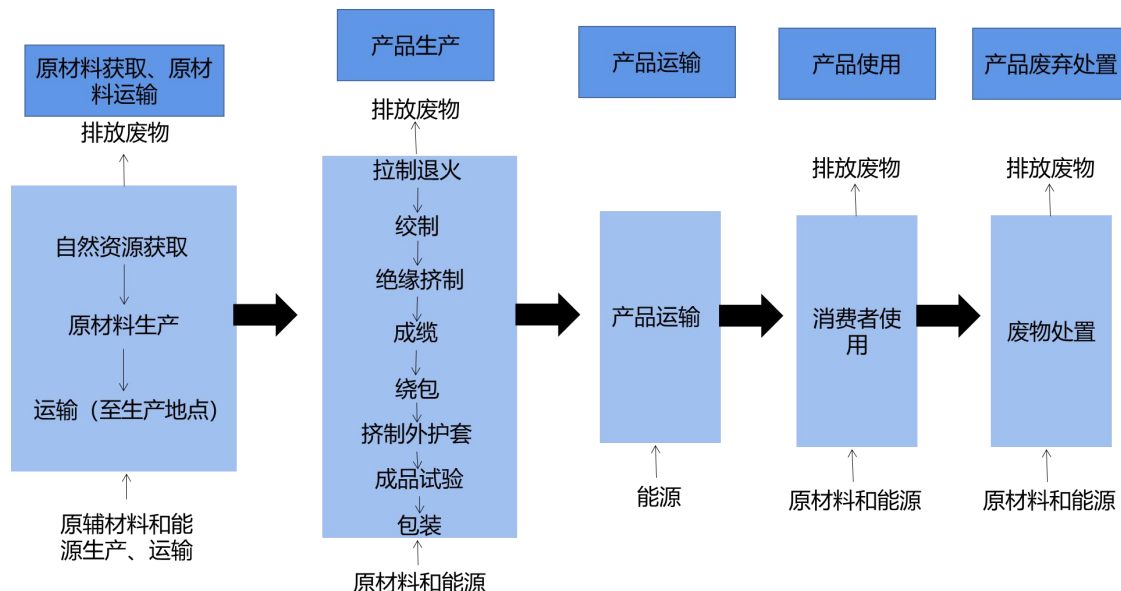 原材料获取、原材
料运输
排放废物
自然资源获取
原材料生产
运输（至生产地点）
原辅材料和能
源生产、运输
产品生产
排放废物
拉制退火
绞制
绝缘挤制
成缆
绕包
挤制外护套
成品试验
包装
原材料和能源
产品运输
产品运输
能源
产品使用
排放废物
消费者使
用
原材料和能源
产品废弃处置
排放废物
废物处置
原材料和能源